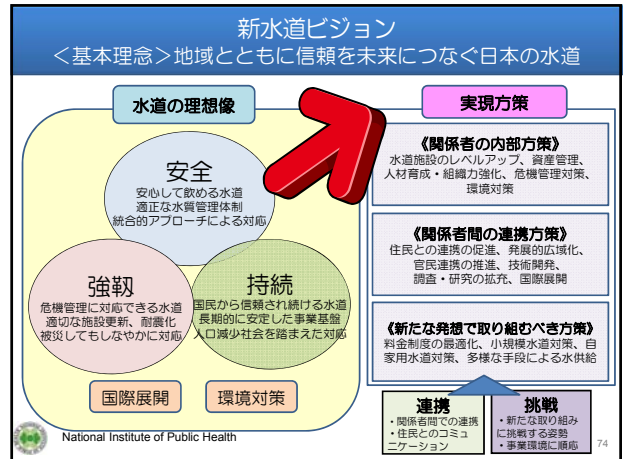 新水道ビジョン
＜基本理念＞地域とともに信頼を未来につなぐ日本の水道
水道の理想像
安全
安心して飲める水道
適正な水質管理体制
統合的アプローチによる対応
強靱
危機管理に対応できる水道
適切な施設更新、耐震化
被災してもしなやかに対応
持続
国民から信頼され続ける水道
長期的に安定した事業基盤
人口減少社会を踏まえた対応
国際展開
環境対策
実現方策
《関係者の内部方策》
水道施設のレベルアップ、資産管理、
人材育成・組織力強化、危機管理対策、
環境対策
《関係者間の連携方策》
住民との連携の促進、発展的広域化、
官民連携の推進、技術開発、
調査・研究の拡充、国際展開
《新たな発想で取り組むべき方策》
料金制度の最適化、小規模水道対策、自
家用水道対策、多様な手段による水供給
連携
・関係者間での連携
・住民とのコミュ
ニケーション
挑戦
・新たな取り組み
に挑戦する姿勢
・事業環境に順応
National Institute of Public Health
74